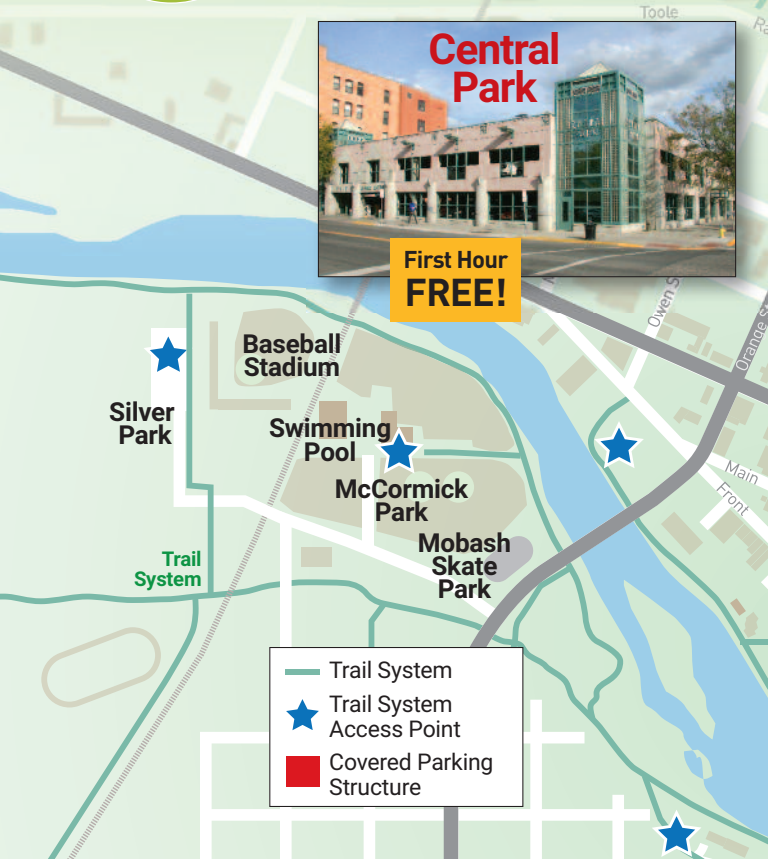 Toole
Central
Park
First Hour
FREE!
Owen S
Orange St
Baseball
Stadium
Silver
Park
Swimming
Pool
McCormick
Park
Main
Front
Mobash
Skate
Park
Trail
System
Trail System
Trail System
Access Point
Covered Parking
Structure